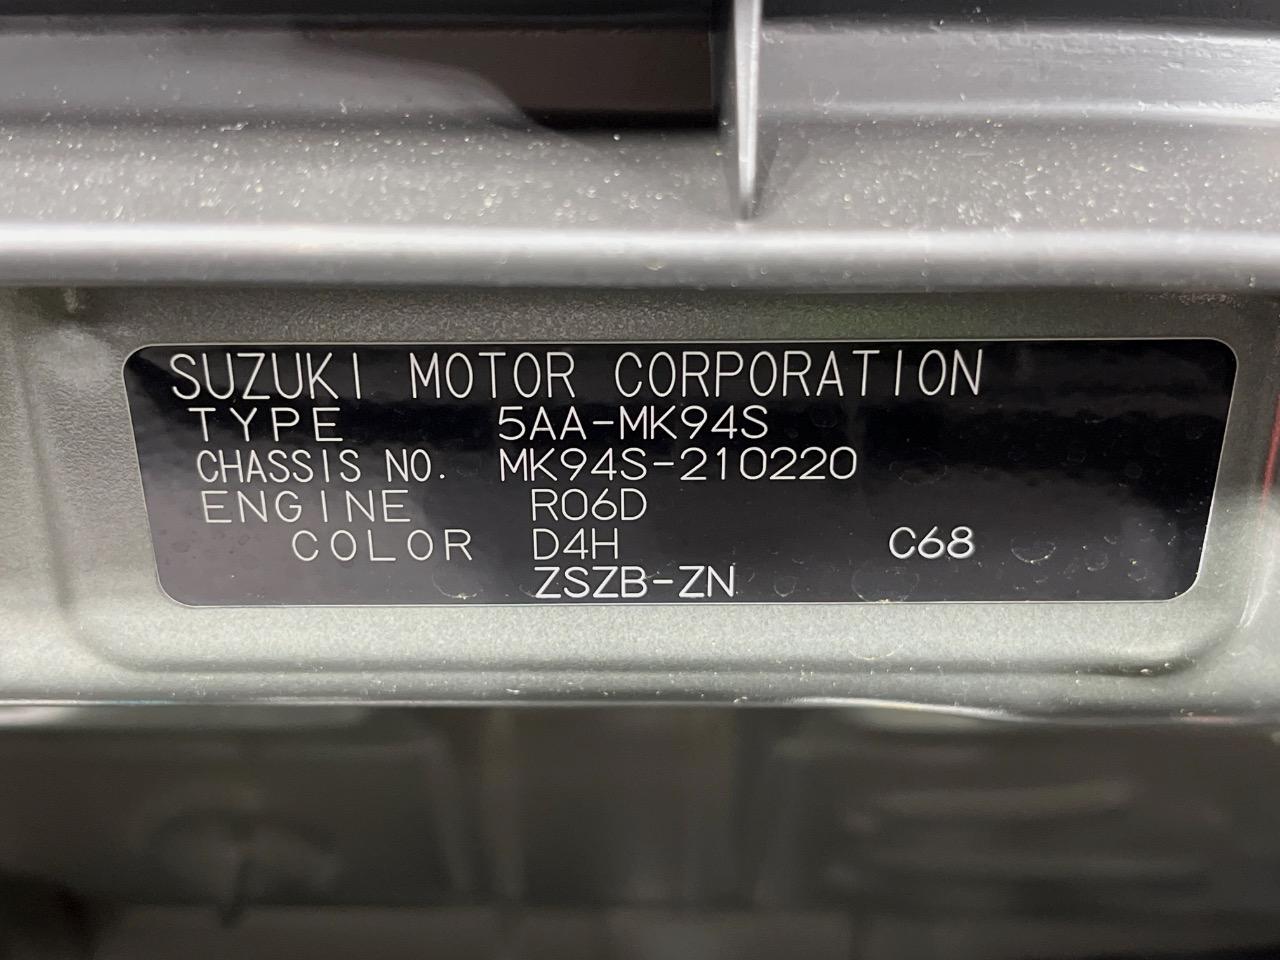 SUZUKI MOTOR CORPORATION
TYPE 5AA-MK94S
CHASSIS NO. MK94S-210220
ENGINE R06D
COLOR D4H C68
ZSZB-ZN